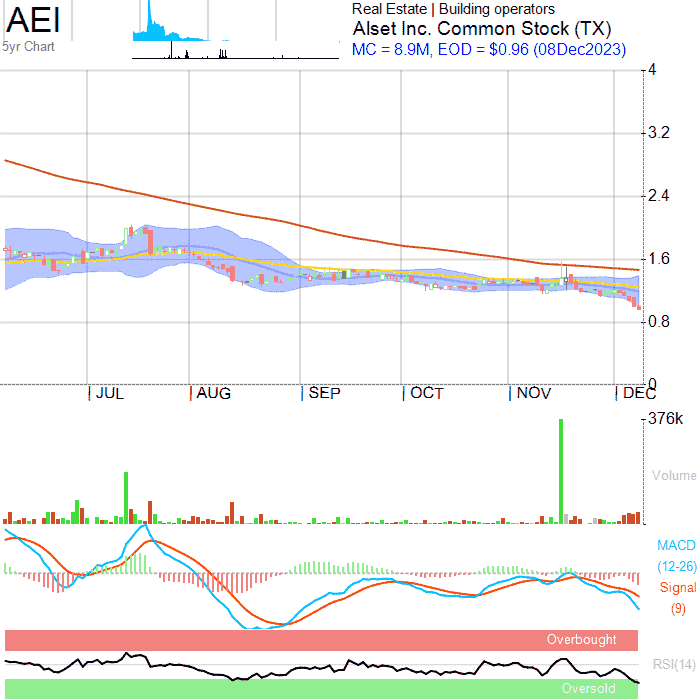 AEI
5yr Chart
Real Estate | Building operators
Alset Inc. Common Stock (TX)
MC = 8.9M, EOD = $0.96 (08Dec2023)
4
3.2
2.4
1.6
0.8
0
JUL AUG SEP OCT NOV DEC
376k
Volume
MACD
(12-26)
Signal
(9)
Overbought
RSI(14)
Oversold